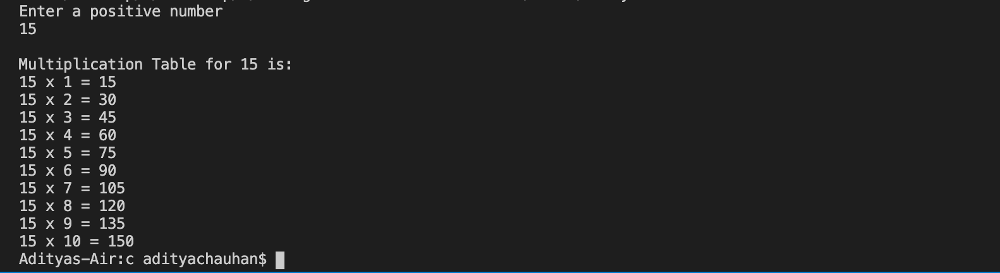 Enter a positive number
15
Multiplication Table for 15 is:
15 x 1 = 15
15 x 2 = 30
15 x 3 = 45
15 x 4 = 60
15 x 5 = 75
15 x 6 = 90
15 x 7 = 105
15 x 8 = 120
15 x 9 = 135
15 x 10 = 150
Adityas-Air:c adityachauhan$